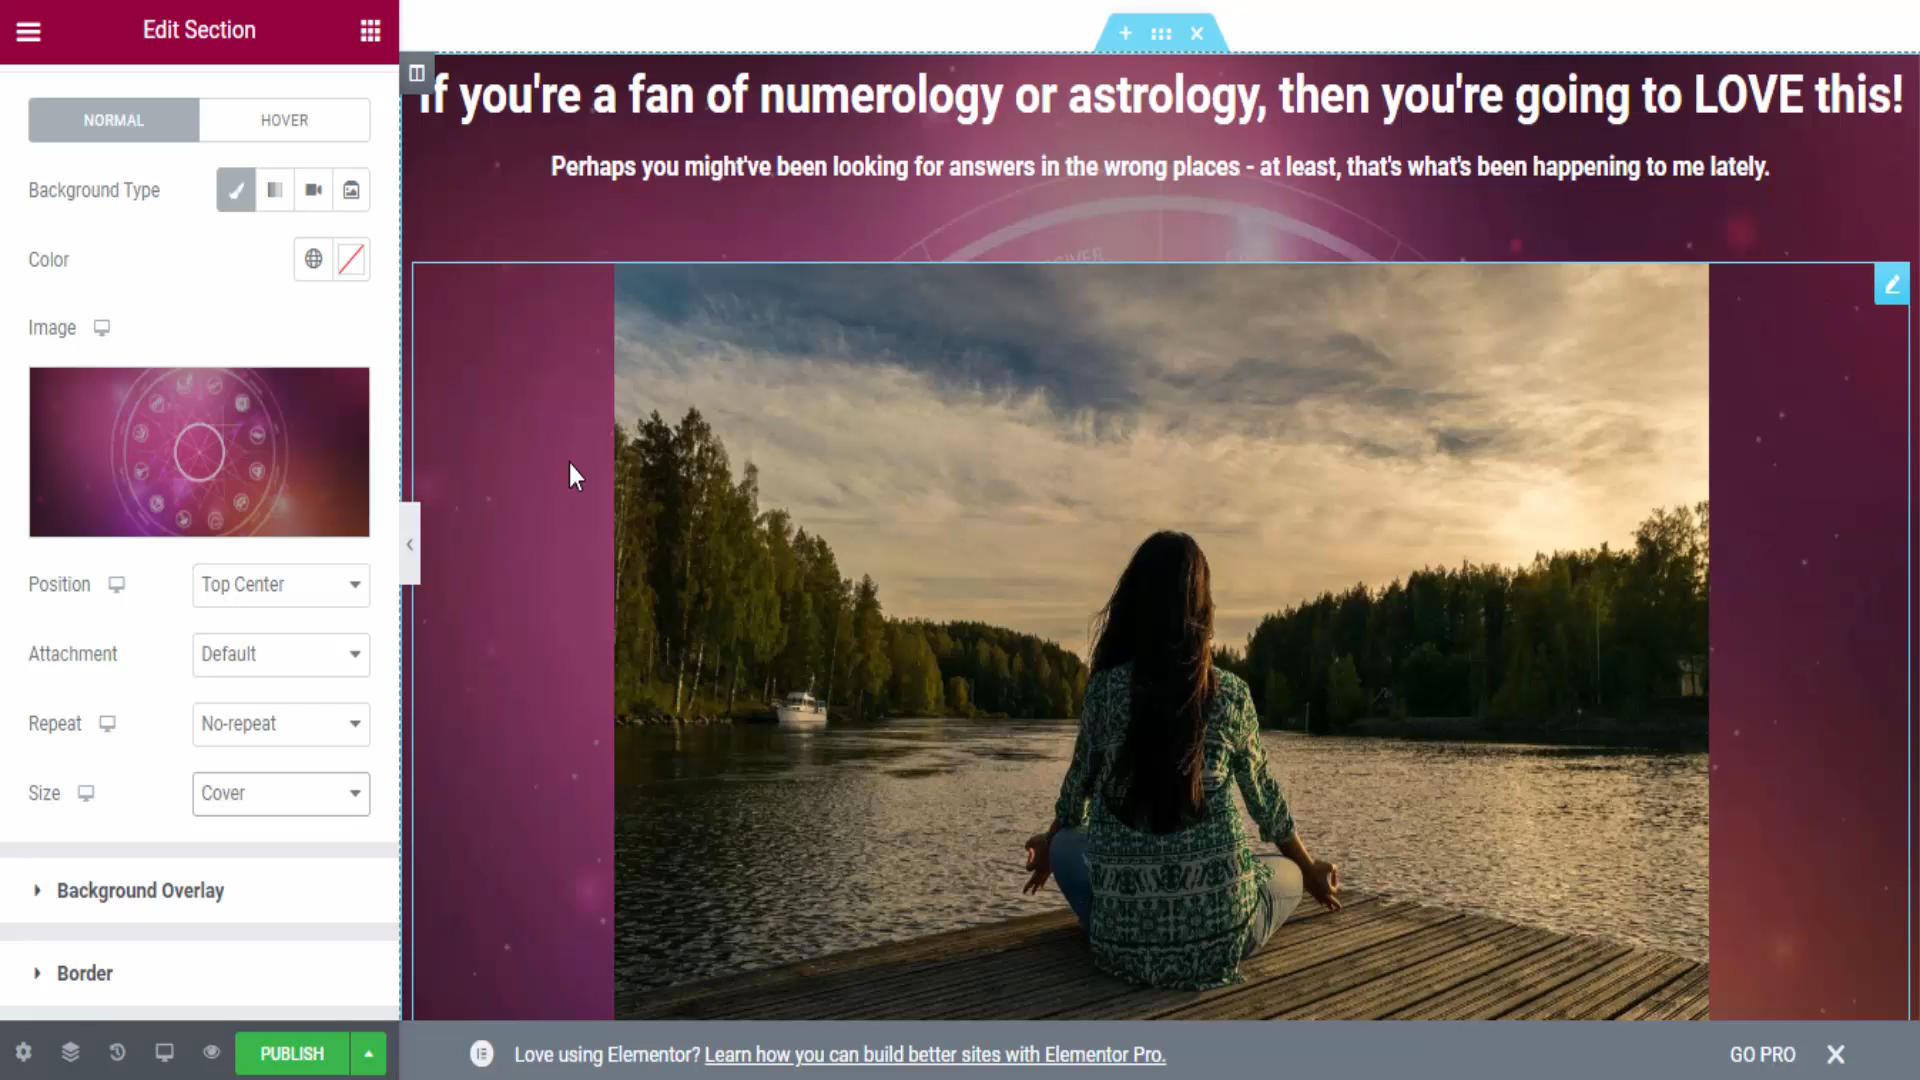 Edit Section
NORMAL
HOVER
Background Type
Color
Image
Position
Top Center
Attachment
Default
Repeat
No-repeat
Size
Cover
Background Overlay
Border
PUBLISH
If you're a fan of numerology or astrology, then you're going to LOVE this!
Perhaps you might've been looking for answers in the wrong places - at least, that's what's been happening to me lately.
Love using Elementor? Learn how you can build better sites with Elementor Pro.
GO PRO